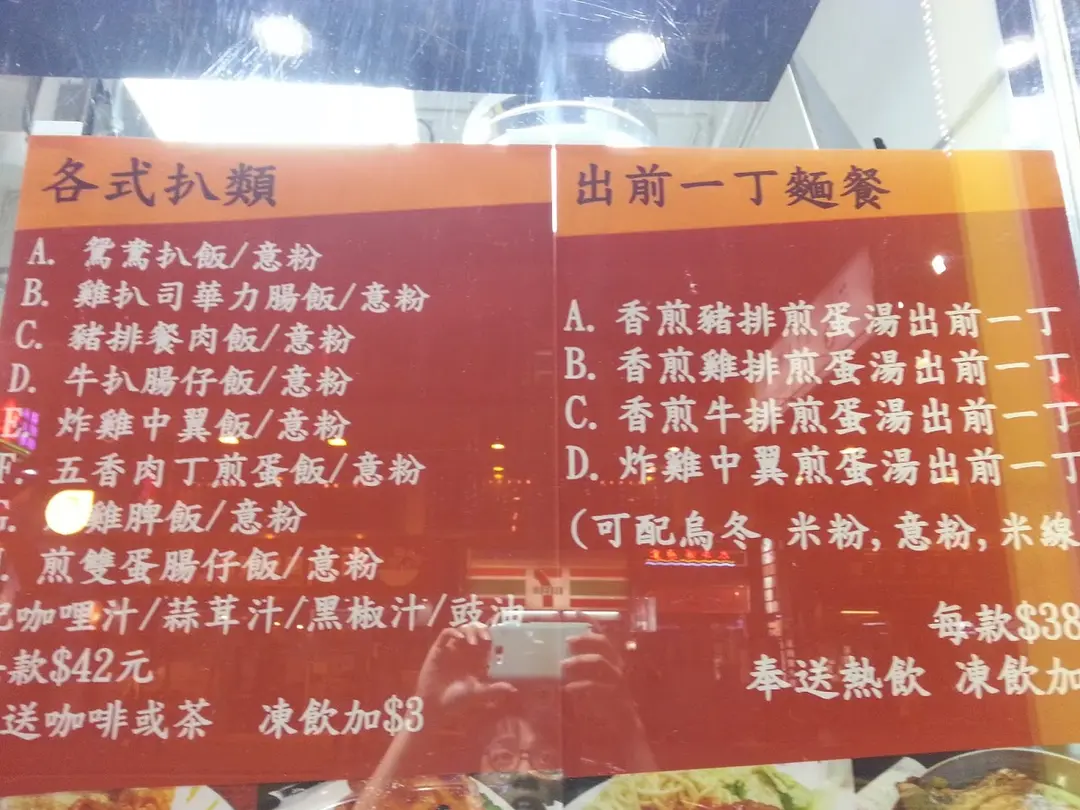 各式扒類
A. 鴛鴦扒飯/意粉
B. 雞扒司華力腸飯/意粉
C. 豬排餐肉飯/意粉
D. 牛扒腸仔飯/意粉
E. 炸雞中翼飯/意粉
F. 五香肉丁煎蛋飯/意粉
G. 雞脾飯/意粉
煎雙蛋腸仔飯/意粉
配咖哩汁/蒜茸汁/黑椒汁/豉油
款$42元
送咖啡或茶 凍飲加$3
出前一丁麵餐
A. 香煎豬排煎蛋湯出前一丁
B. 香煎雞排煎蛋湯出前一丁
C. 香煎牛排煎蛋湯出前一丁
D. 炸雞中翼煎蛋湯出前一丁
(可配烏冬, 米粉, 意粉, 米線
每款$38
奉送熱飲 凍飲加